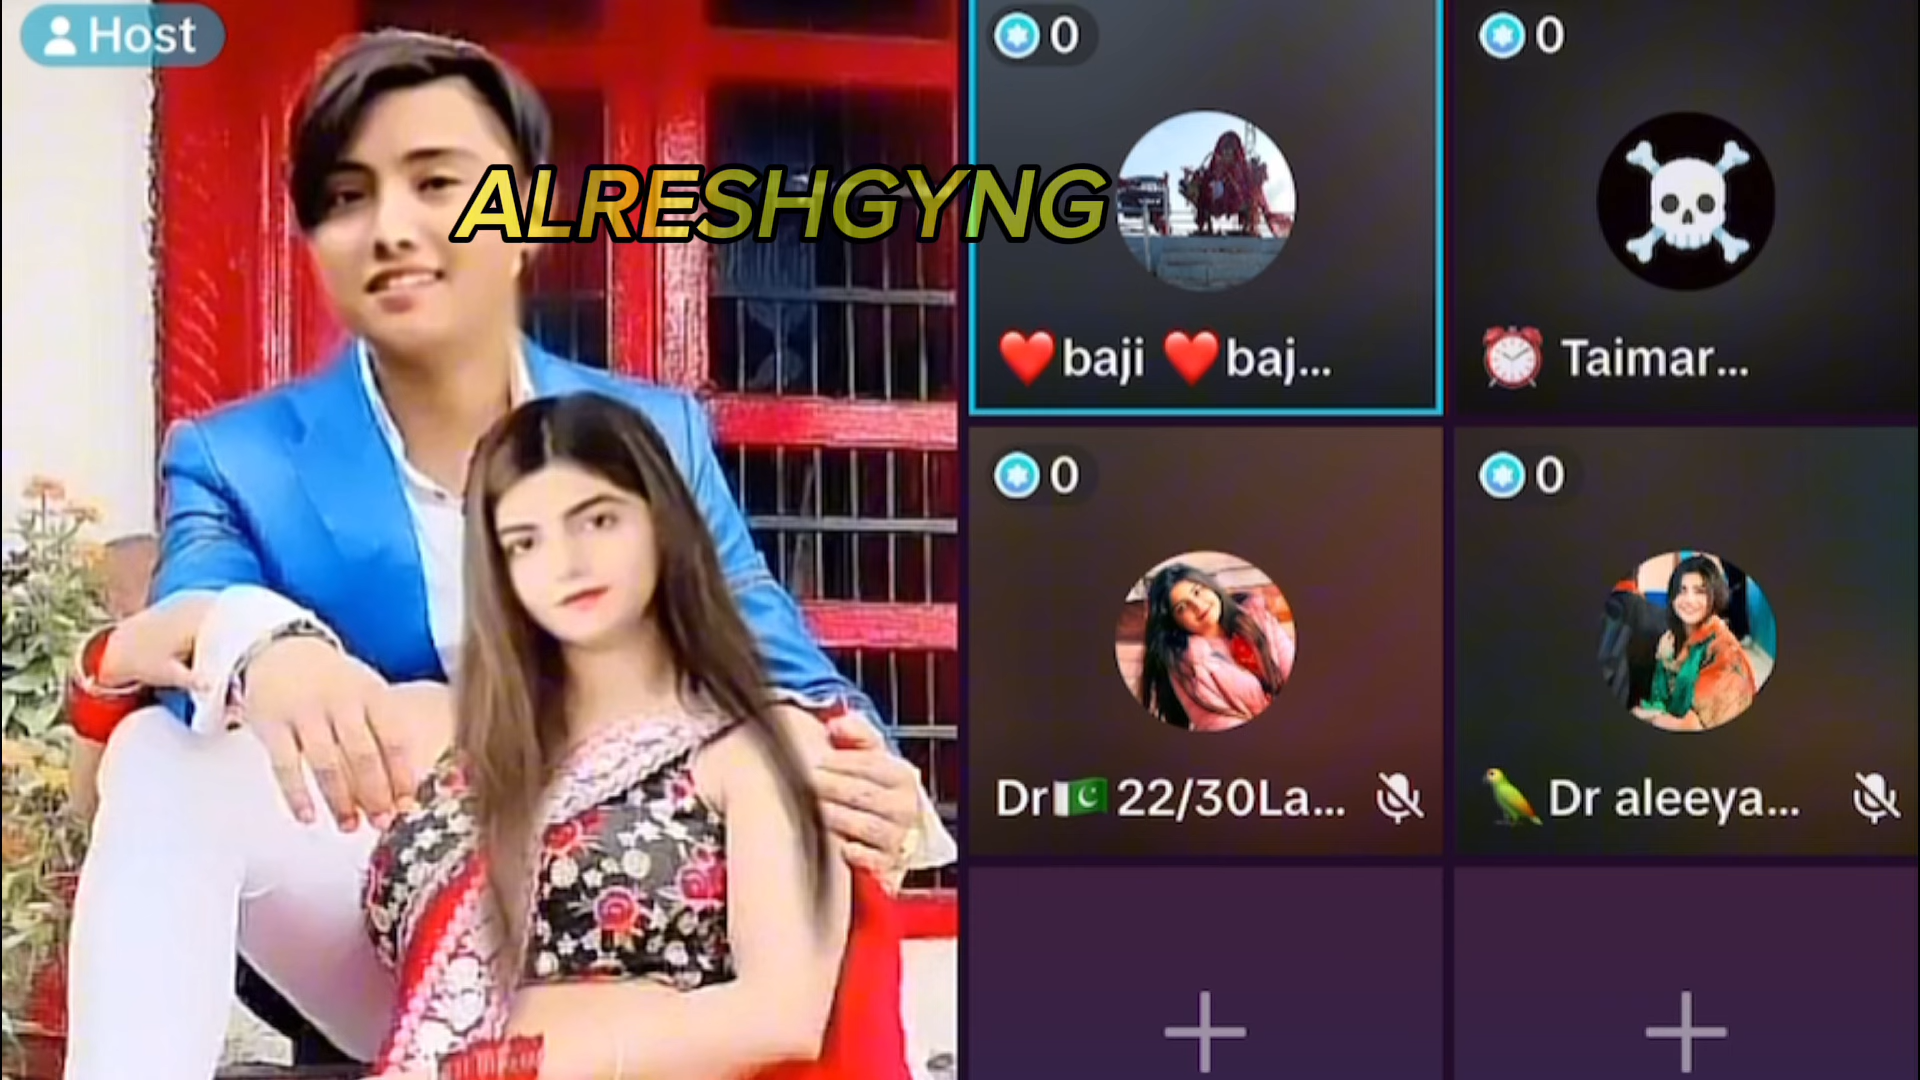 Host
0
0
ALRESHGYNG
❤️baji ❤️baj...
⏰ Taimar...
0
0
Dr🇵🇰22/30La...
🦜Dr aleeya...